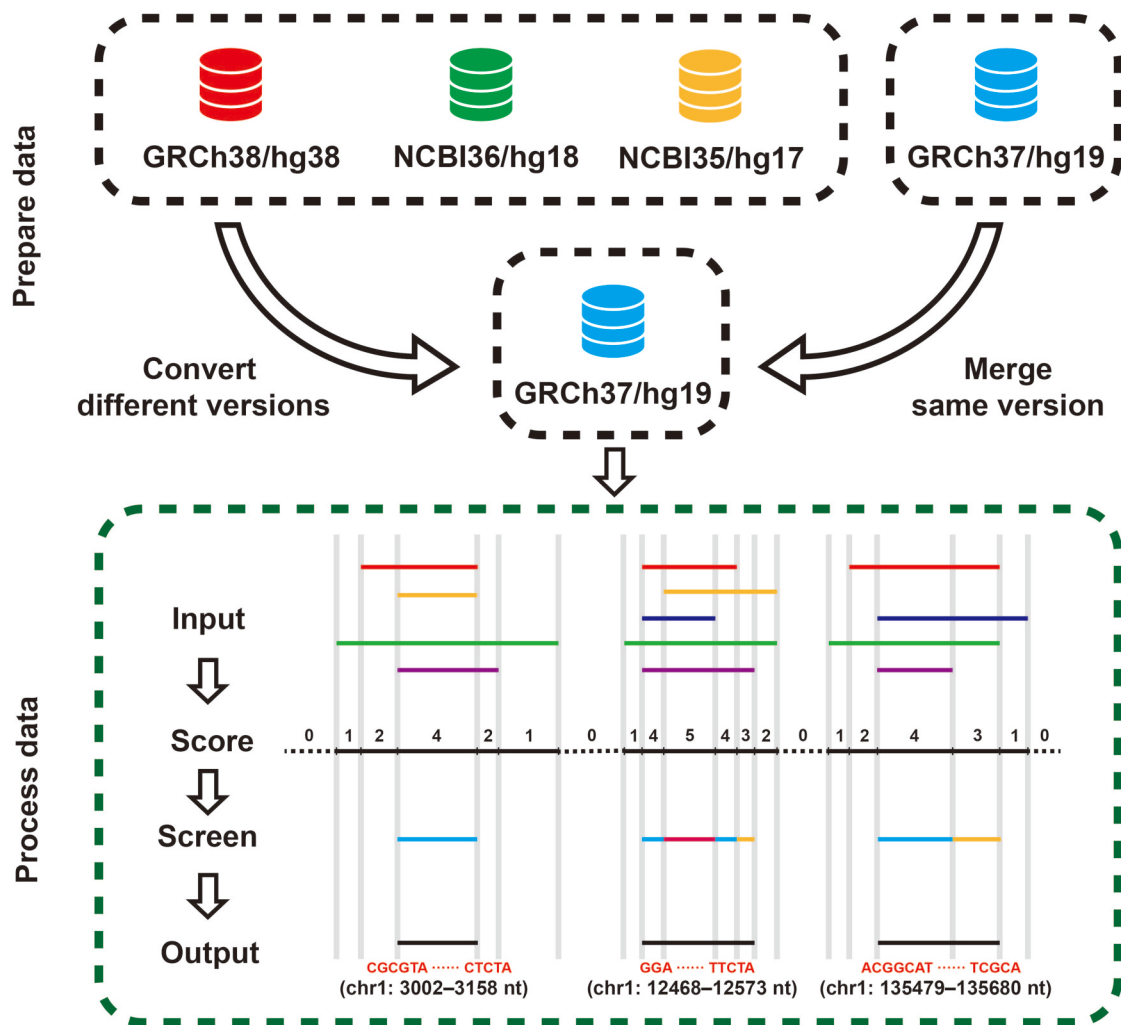 Prepare data
GRCh38/hg38
NCBI36/hg18
NCBI35/hg17
GRCh37/hg19
Convert
different versions
GRCh37/hg19
Merge
same version
Process data
Input
Score
0 1 2 4 2 1 0 1 4 5 4 3 2 0 1 2 4 3 1 0
Screen
Output
CGCGTA ······ CTCTA
(chr1: 3002–3158 nt)
GGA ······ TTCTA
(chr1: 12468–12573 nt)
ACGGCAT ······ TCGCA
(chr1: 135479–135680 nt)